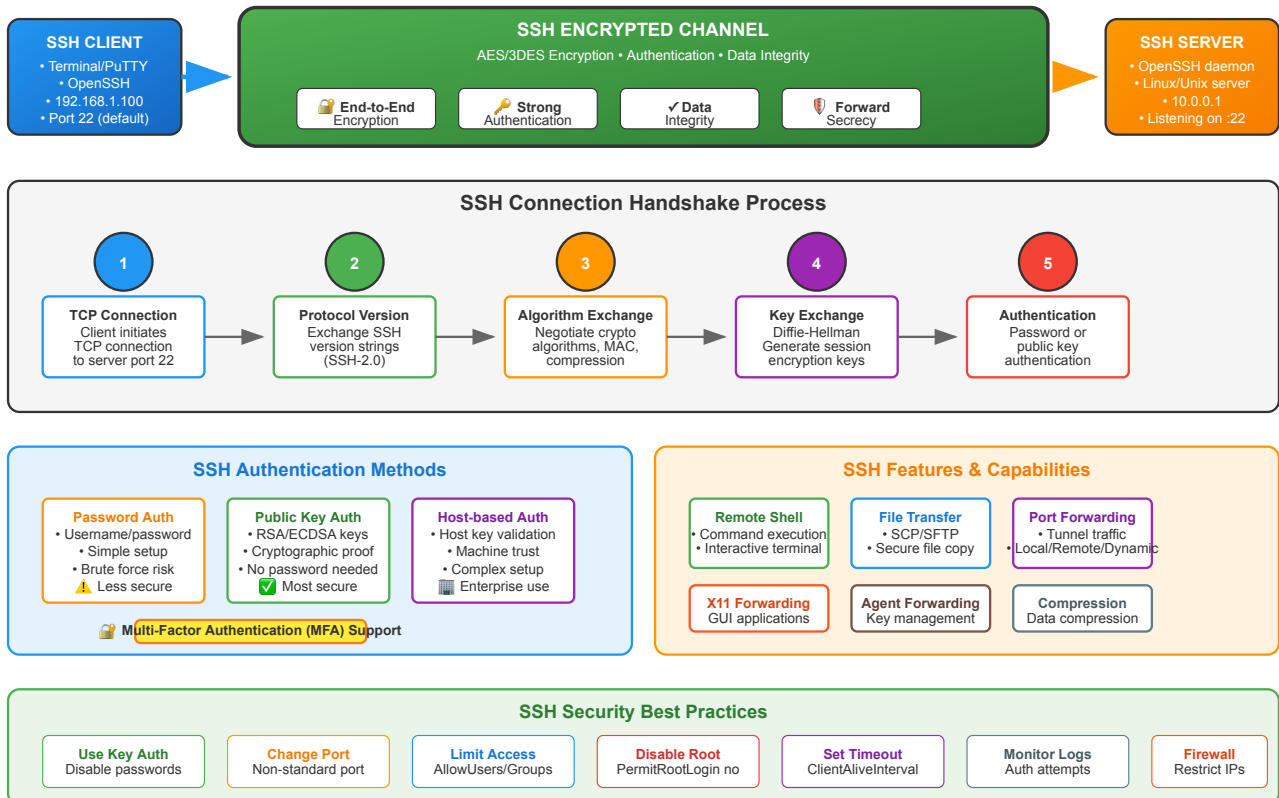 SSH CLIENT
• Terminal/PuTTY
• OpenSSH
• 192.168.1.100
• Port 22 (default)
SSH ENCRYPTED CHANNEL
AES/3DES Encryption • Authentication • Data Integrity
🔐 End-to-End
Encryption
🔑 Strong
Authentication
✓ Data
Integrity
🛡️ Forward
Secrecy
SSH SERVER
• OpenSSH daemon
• Linux/Unix server
• 10.0.0.1
• Listening on :22
SSH Connection Handshake Process
1
TCP Connection
Client initiates
TCP connection
to server port 22
2
Protocol Version
Exchange SSH
version strings
(SSH-2.0)
3
Algorithm Exchange
Negotiate crypto
algorithms, MAC,
compression
4
Key Exchange
Diffie-Hellman
Generate session
encryption keys
5
Authentication
Password or
public key
authentication
SSH Authentication Methods
Password Auth
• Username/password
• Simple setup
• Brute force risk
⚠️ Less secure
Public Key Auth
• RSA/ECDSA keys
• Cryptographic proof
• No password needed
✅ Most secure
Host-based Auth
• Host key validation
• Machine trust
• Complex setup
🏢 Enterprise use
🔐 Multi-Factor Authentication (MFA) Support
SSH Features & Capabilities
Remote Shell
• Command execution
• Interactive terminal
File Transfer
• SCP/SFTP
• Secure file copy
Port Forwarding
• Tunnel traffic
• Local/Remote/Dynamic
X11 Forwarding
GUI applications
Agent Forwarding
Key management
Compression
Data compression
SSH Security Best Practices
Use Key Auth
Disable passwords
Change Port
Non-standard port
Limit Access
AllowUsers/Groups
Disable Root
PermitRootLogin no
Set Timeout
ClientAliveInterval
Monitor Logs
Auth attempts
Firewall
Restrict IPs